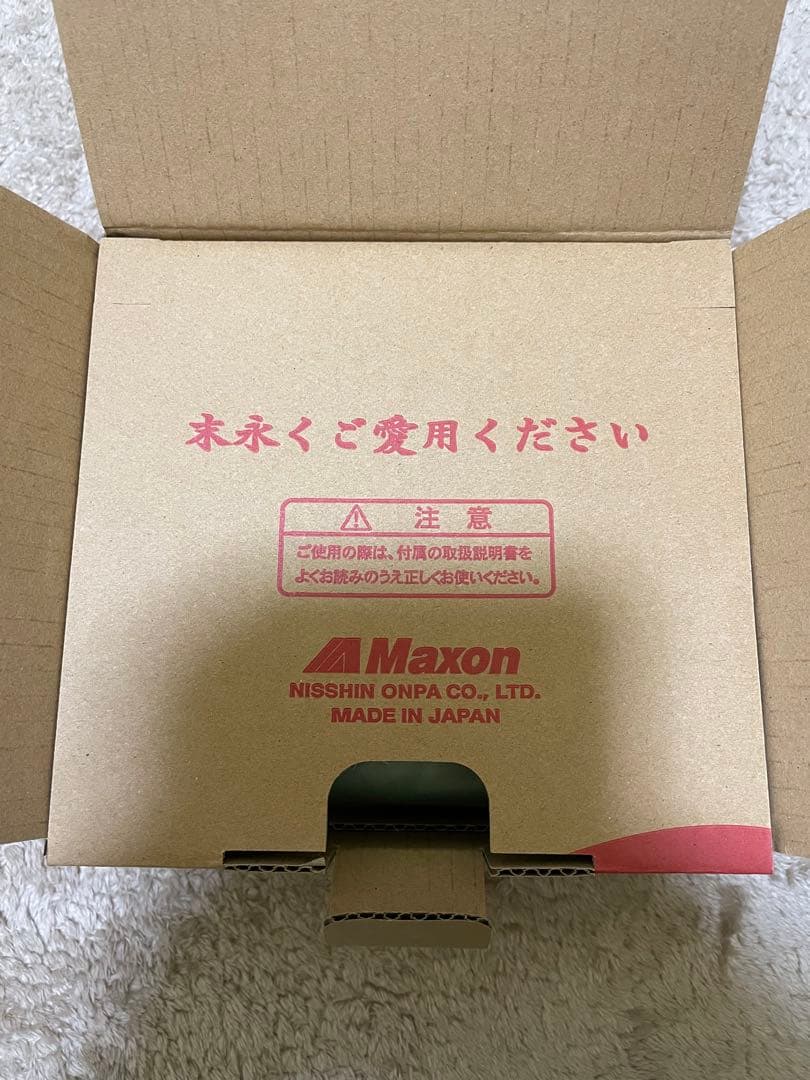 末永くご愛用ください
注意
ご使用の際は、付属の取扱説明書を
よくお読みのうえ正しくお使いください。
Maxon
NISSHIN ONPA CO., LTD.
MADE IN JAPAN